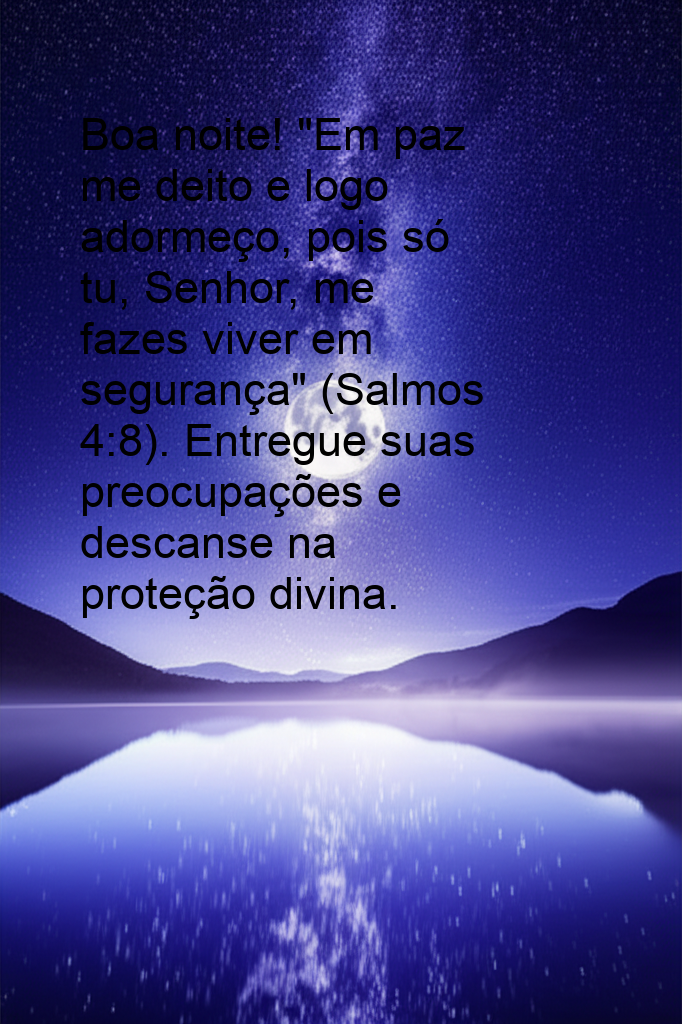 Boa noite! "Em paz
me deito e logo
adormeço, pois só
tu, Senhor, me
fazes viver em
segurança" (Salmos
4:8). Entregue suas
preocupações e
descanse na
proteção divina.